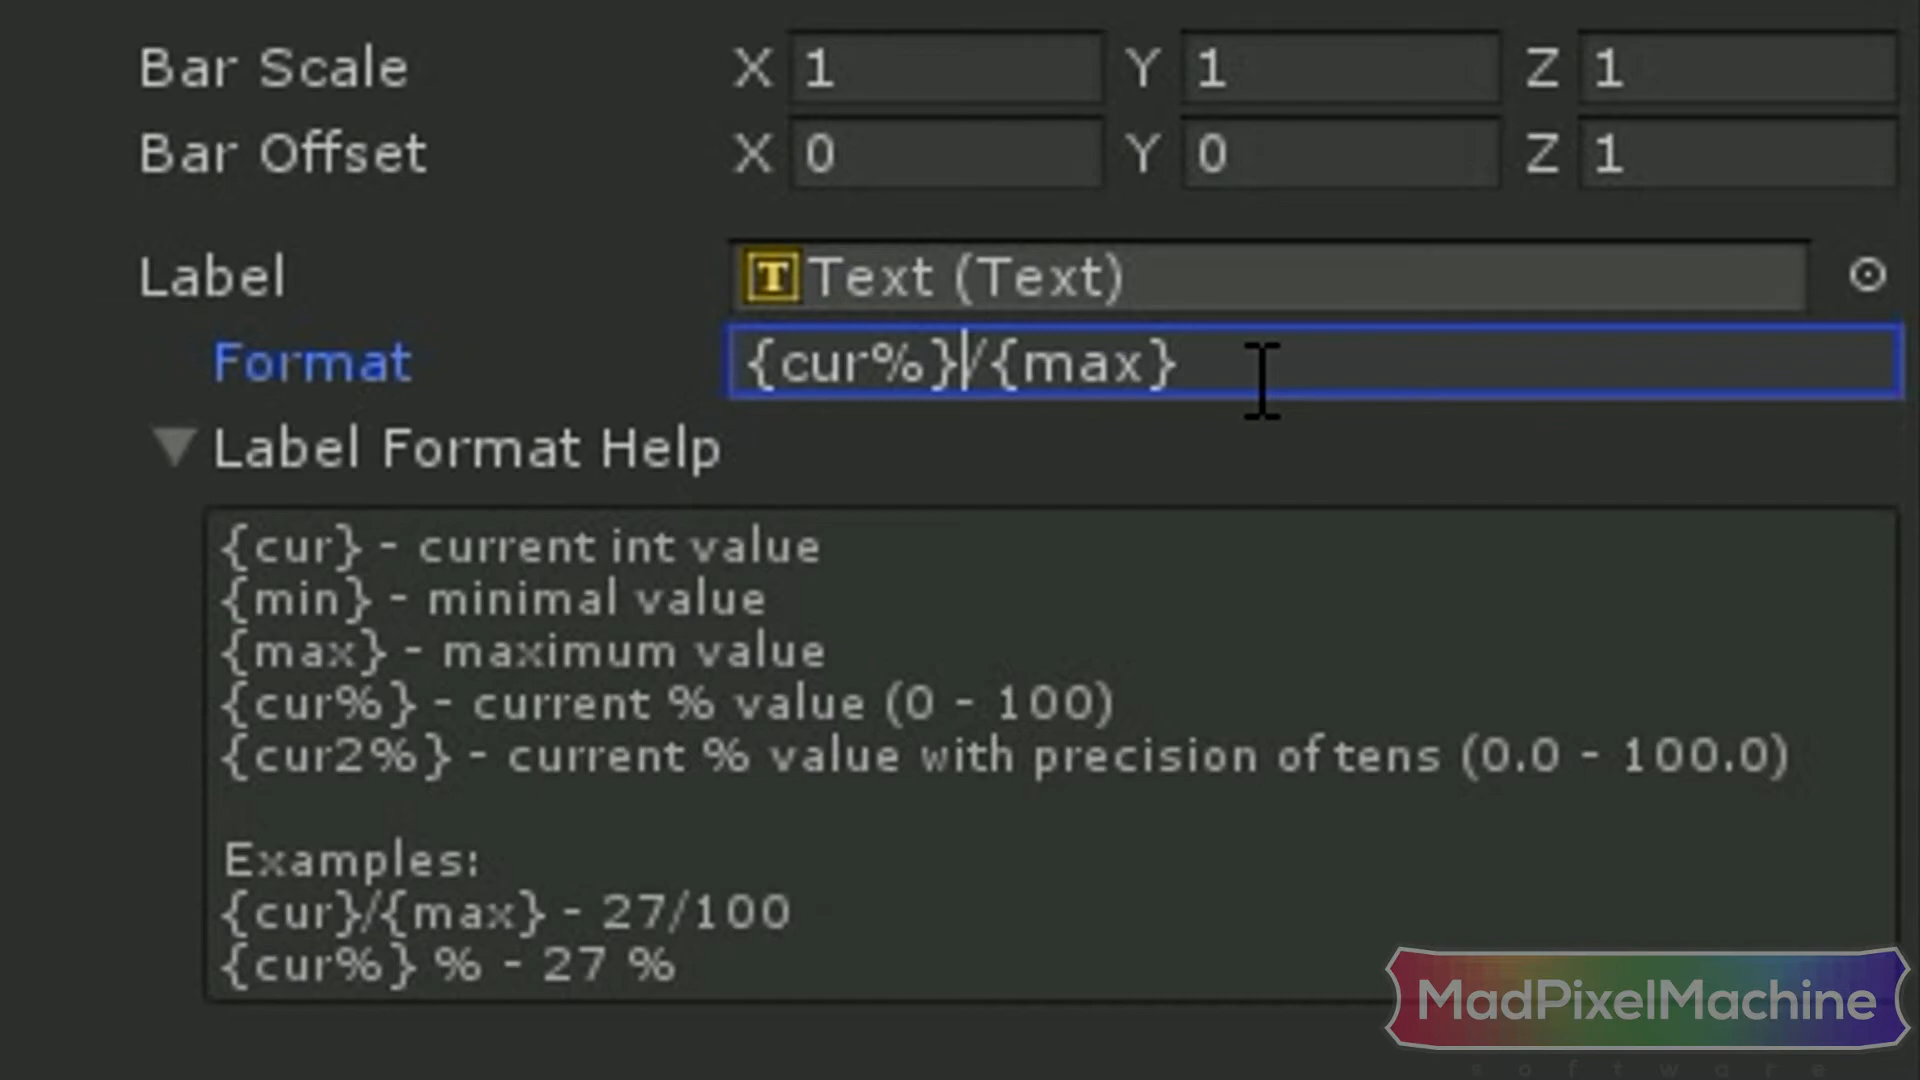 Bar Scale X 1 Y 1 Z 1
Bar Offset X 0 Y 0 Z 1
Label T Text (Text)
Format {cur%}/{max}
Label Format Help
{cur} - current int value
{min} - minimal value
{max} - maximum value
{cur%} - current % value (0 - 100)
{cur2%} - current % value with precision of tens (0.0 - 100.0)
Examples:
{cur}/{max} - 27/100
{cur%} % - 27 %
MadPixelMachine
software